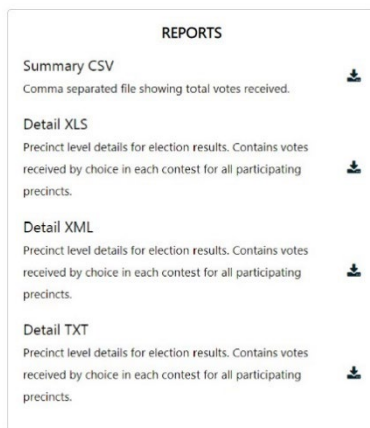 REPORTS
Summary CSV
Comma separated file showing total votes received.
Detail XLS
Precinct level details for election results. Contains votes
received by choice in each contest for all participating
precincts.
Detail XML
Precinct level details for election results. Contains votes
received by choice in each contest for all participating
precincts.
Detail TXT
Precinct level details for election results. Contains votes
received by choice in each contest for all participating
precincts.